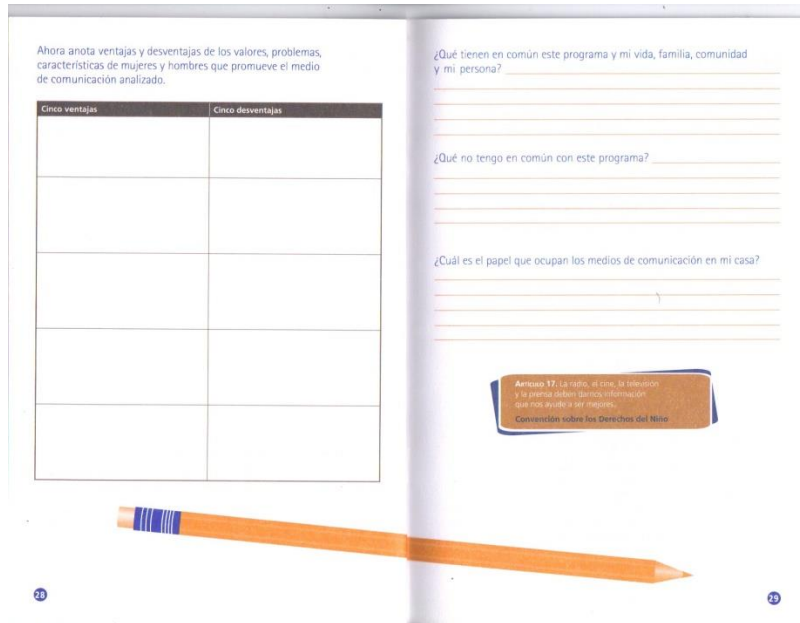 Ahora anota ventajas y desventajas de los valores, problemas,
características de mujeres y hombres que promueve el medio
de comunicación analizado.
Cinco ventajas
Cinco desventajas
28
¿Qué tienen en común este programa y mi vida, familia, comunidad
y mi persona?
¿Qué no tengo en común con este programa?
¿Cuál es el papel que ocupan los medios de comunicación en mi casa?
Artículo 17. La radio, el cine, la televisión
y la prensa deben darnos información
que nos ayude a ser mejores.
Convención sobre los Derechos del Niño
29